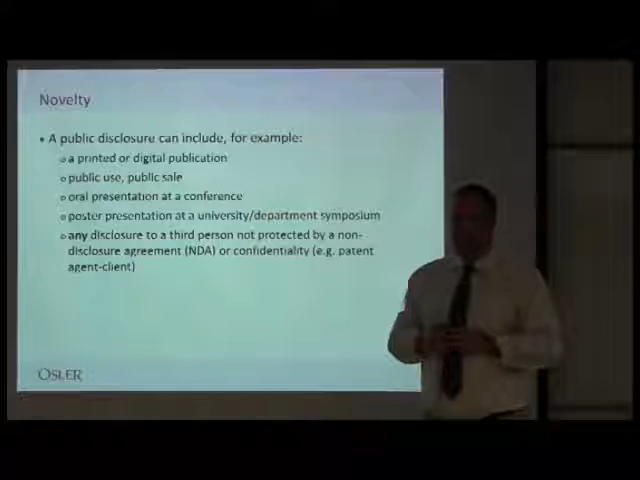 Novelty
• A public disclosure can include, for example:
o a printed or digital publication
o public use, public sale
o oral presentation at a conference
o poster presentation at a university/department symposium
o any disclosure to a third person not protected by a non-
disclosure agreement (NDA) or confidentiality (e.g. patent
agent-client)
OSLER